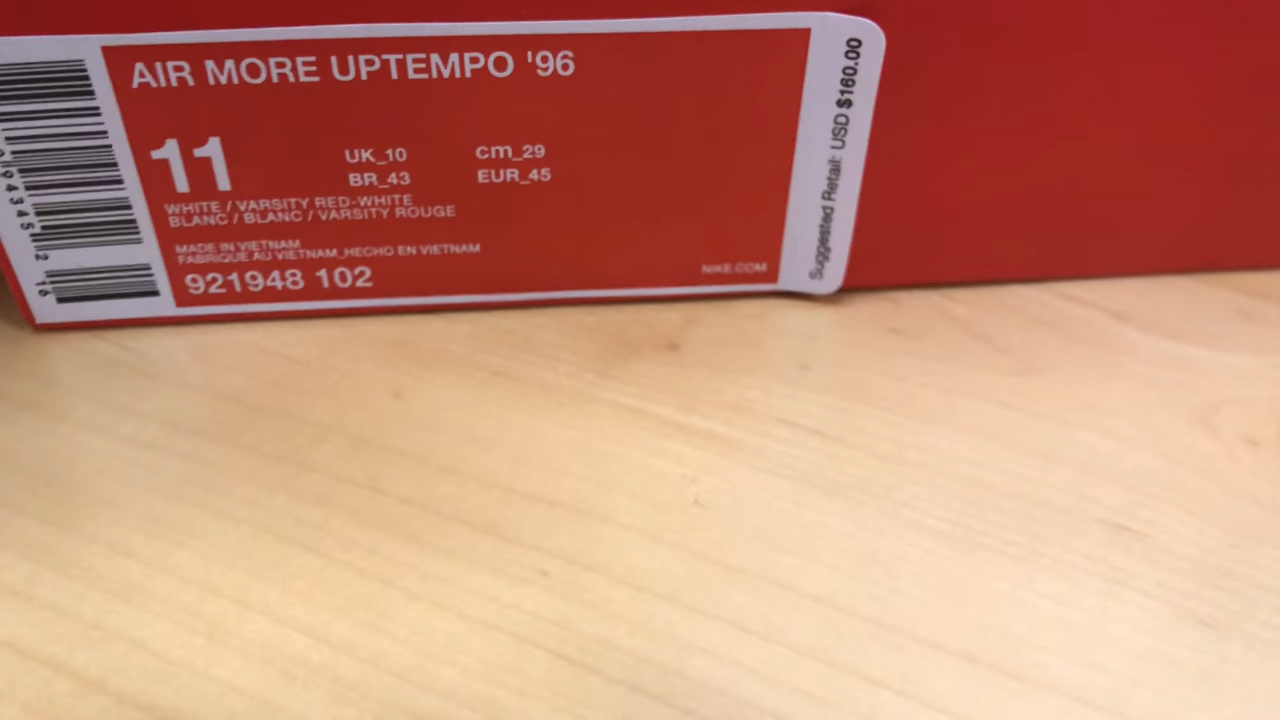 AIR MORE UPTEMPO '96
11
UK_10 cm_29
BR_43 EUR_45
WHITE / VARSITY RED-WHITE
BLANC / BLANC / VARSITY ROUGE
MADE IN VIETNAM
FABRIQUE AU VIETNAM_HECHO EN VIETNAM
921948 102
NIKE.COM
Suggested Retail: USD $160.00